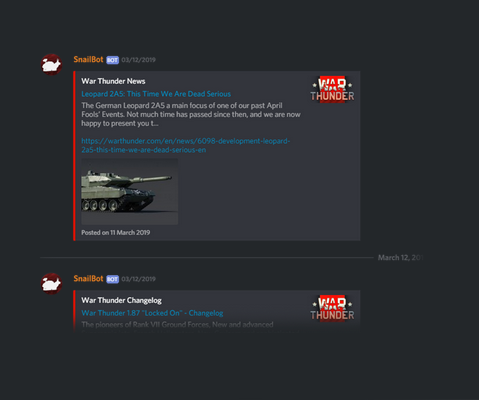 SnailBot BOT 03/12/2019
War Thunder News
WAR THUNDER
Leopard 2A5: This Time We Are Dead Serious
The German Leopard 2A5 a main focus of one of our past April
Fools' Events. Not much time has passed since then, and we are now
happy to present you t...
https://warthunder.com/en/news/6098-development-leopard-
2a5-this-time-we-are-dead-serious-en
Posted on 11 March 2019
March 12, 20
SnailBot BOT 03/12/2019
War Thunder Changelog
WAR THUNDER
War Thunder 1.87 "Locked On" - Changelog
The pioneers of Rank VII Ground Forces, New and advanced